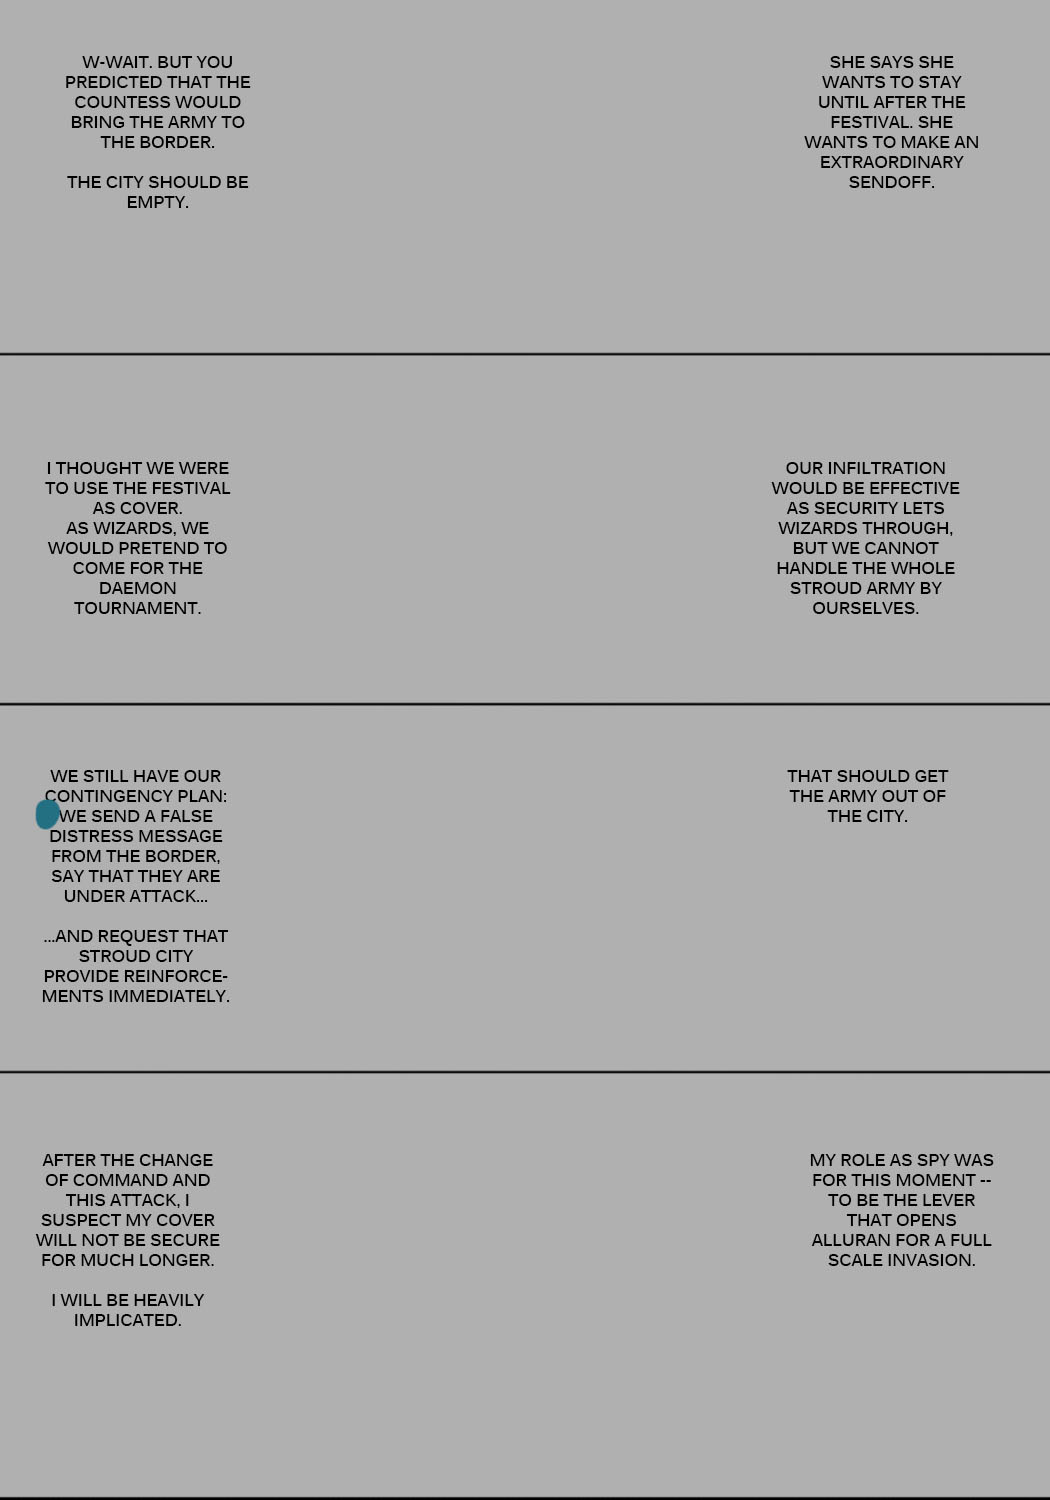 W-WAIT. BUT YOU
PREDICTED THAT THE
COUNTESS WOULD
BRING THE ARMY TO
THE BORDER.
THE CITY SHOULD BE
EMPTY.
SHE SAYS SHE
WANTS TO STAY
UNTIL AFTER THE
FESTIVAL. SHE
WANTS TO MAKE AN
EXTRAORDINARY
SENDOFF.
I THOUGHT WE WERE
TO USE THE FESTIVAL
AS COVER.
AS WIZARDS, WE
WOULD PRETEND TO
COME FOR THE
DAEMON
TOURNAMENT.
OUR INFILTRATION
WOULD BE EFFECTIVE
AS SECURITY LETS
WIZARDS THROUGH,
BUT WE CANNOT
HANDLE THE WHOLE
STROUD ARMY BY
OURSELVES.
WE STILL HAVE OUR
CONTINGENCY PLAN:
WE SEND A FALSE
DISTRESS MESSAGE
FROM THE BORDER,
SAY THAT THEY ARE
UNDER ATTACK...
...AND REQUEST THAT
STROUD CITY
PROVIDE REINFORCE-
MENTS IMMEDIATELY.
THAT SHOULD GET
THE ARMY OUT OF
THE CITY.
AFTER THE CHANGE
OF COMMAND AND
THIS ATTACK, I
SUSPECT MY COVER
WILL NOT BE SECURE
FOR MUCH LONGER.
I WILL BE HEAVILY
IMPLICATED.
MY ROLE AS SPY WAS
FOR THIS MOMENT --
TO BE THE LEVER
THAT OPENS
ALLURAN FOR A FULL
SCALE INVASION.